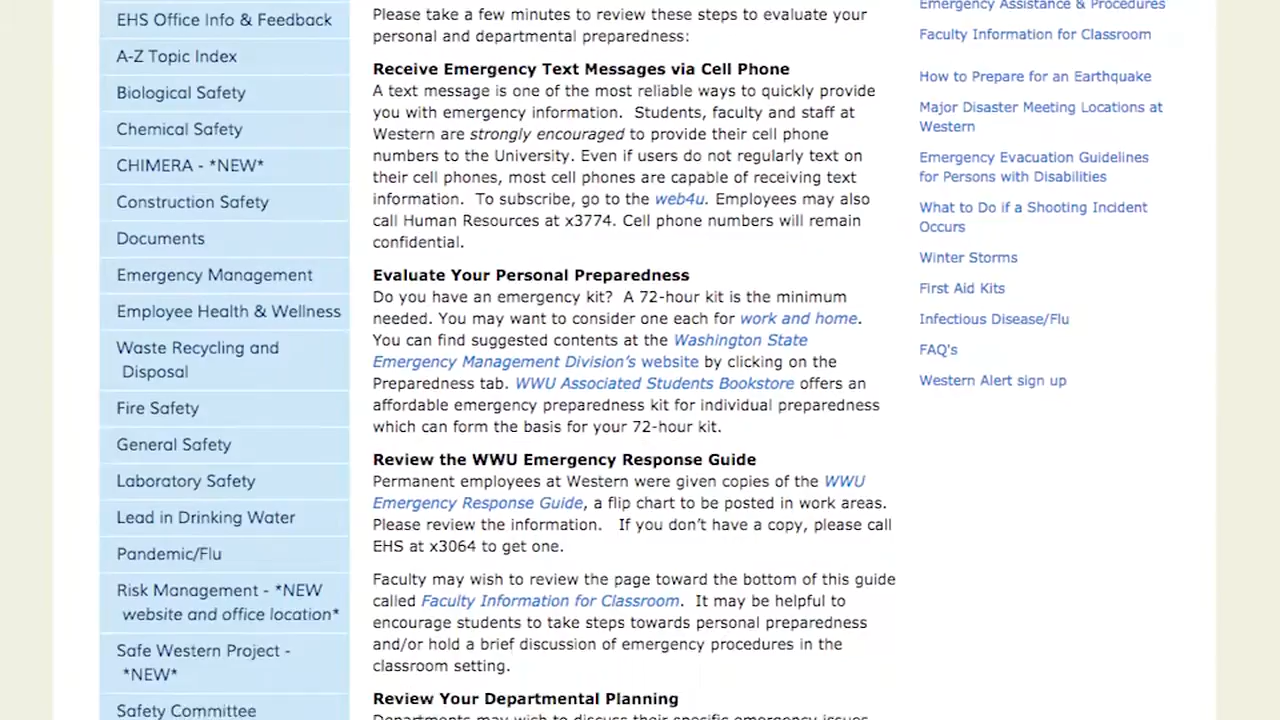 EHS Office Info & Feedback
A-Z Topic Index
Biological Safety
Chemical Safety
CHIMERA - *NEW*
Construction Safety
Documents
Emergency Management
Employee Health & Wellness
Waste Recycling and
Disposal
Fire Safety
General Safety
Laboratory Safety
Lead in Drinking Water
Pandemic/Flu
Risk Management - *NEW
website and office location*
Safe Western Project -
*NEW*
Safety Committee
Please take a few minutes to review these steps to evaluate your
personal and departmental preparedness:
Receive Emergency Text Messages via Cell Phone
A text message is one of the most reliable ways to quickly provide
you with emergency information.  Students, faculty and staff at
Western are strongly encouraged to provide their cell phone
numbers to the University. Even if users do not regularly text on
their cell phones, most cell phones are capable of receiving text
information.  To subscribe, go to the web4u. Employees may also
call Human Resources at x3774. Cell phone numbers will remain
confidential.
Evaluate Your Personal Preparedness
Do you have an emergency kit?  A 72-hour kit is the minimum
needed. You may want to consider one each for work and home.
You can find suggested contents at the Washington State
Emergency Management Division's website by clicking on the
Preparedness tab. WWU Associated Students Bookstore offers an
affordable emergency preparedness kit for individual preparedness
which can form the basis for your 72-hour kit.
Review the WWU Emergency Response Guide
Permanent employees at Western were given copies of the WWU
Emergency Response Guide, a flip chart to be posted in work areas.
Please review the information.   If you don't have a copy, please call
EHS at x3064 to get one.
Faculty may wish to review the page toward the bottom of this guide
called Faculty Information for Classroom.  It may be helpful to
encourage students to take steps towards personal preparedness
and/or hold a brief discussion of emergency procedures in the
classroom setting.
Review Your Departmental Planning
Departments may wish to discuss their specific emergency issues
Emergency Assistance & Procedures
Faculty Information for Classroom
How to Prepare for an Earthquake
Major Disaster Meeting Locations at
Western
Emergency Evacuation Guidelines
for Persons with Disabilities
What to Do if a Shooting Incident
Occurs
Winter Storms
First Aid Kits
Infectious Disease/Flu
FAQ's
Western Alert sign up